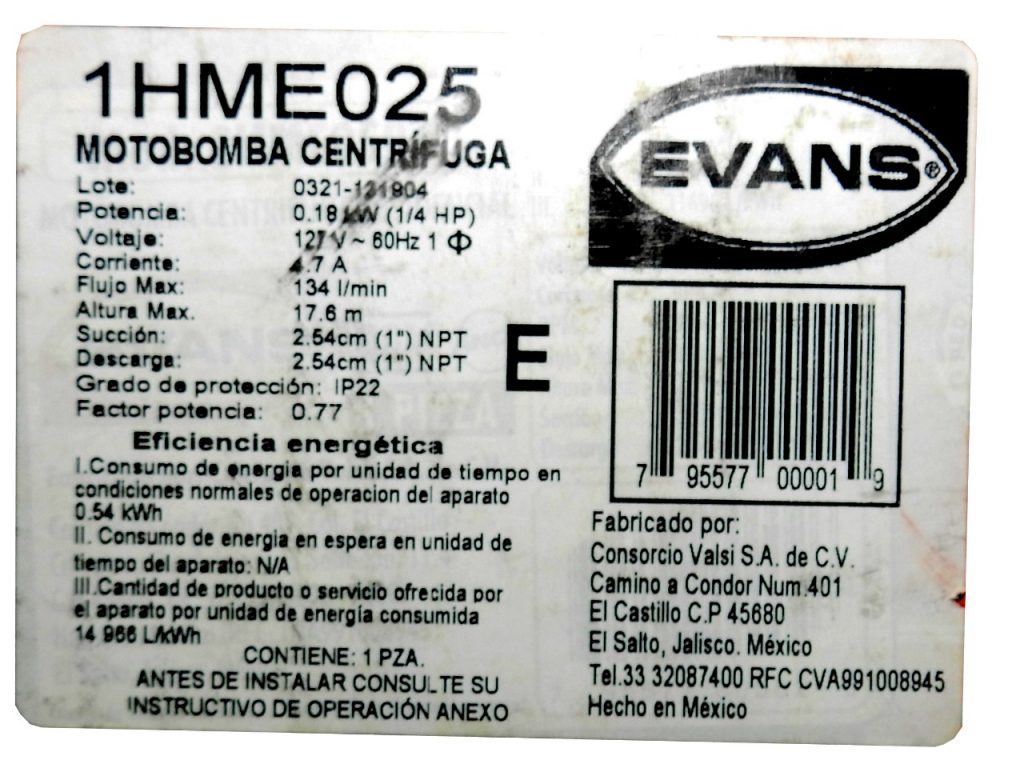 1HME025
MOTOBOMBA CENTRÍFUGA
Lote: 0321-131904
Potencia: 0.18 kW (1/4 HP)
Voltaje: 127 V ~ 60Hz 1 Φ
Corriente: 4.7 A
Flujo Max: 134 l/min
Altura Max. 17.6 m
Succión: 2.54cm (1") NPT
Descarga: 2.54cm (1") NPT
Grado de protección: IP22
Factor potencia: 0.77
Eficiencia energética
I.Consumo de energia por unidad de tiempo en
condiciones normales de operacion del aparato
0.54 kWh
II. Consumo de energia en espera en unidad de
tiempo del aparato: N/A
III.Cantidad de producto o servicio ofrecida por
el aparato por unidad de energía consumida
14 966 L/kWh
CONTIENE: 1 PZA.
ANTES DE INSTALAR CONSULTE SU
INSTRUCTIVO DE OPERACIÓN ANEXO
E
EVANS®
7 95577 00001 9
Fabricado por:
Consorcio Valsi S.A. de C.V.
Camino a Condor Num.401
El Castillo C.P 45680
El Salto, Jalisco. México
Tel.33 32087400 RFC CVA991008945
Hecho en México